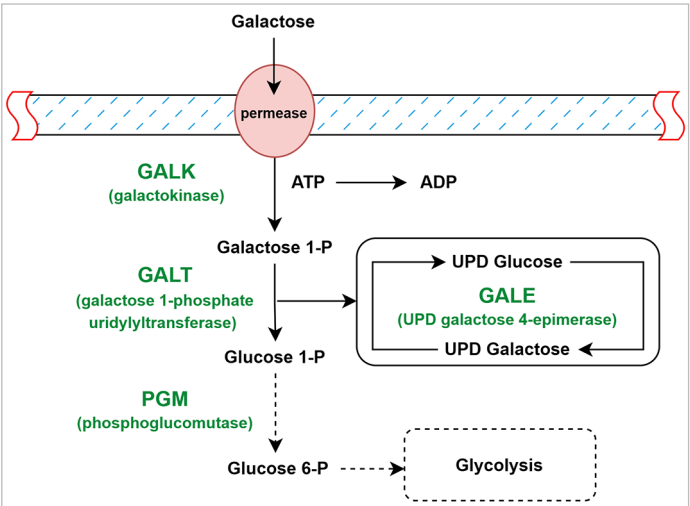 Galactose
permease
GALK
(galactokinase)
ATP
ADP
Galactose 1-P
GALT
(galactose 1-phosphate
uridylyltransferase)
UPD Glucose
GALE
(UPD galactose 4-epimerase)
UPD Galactose
Glucose 1-P
PGM
(phosphoglucomutase)
Glucose 6-P
Glycolysis